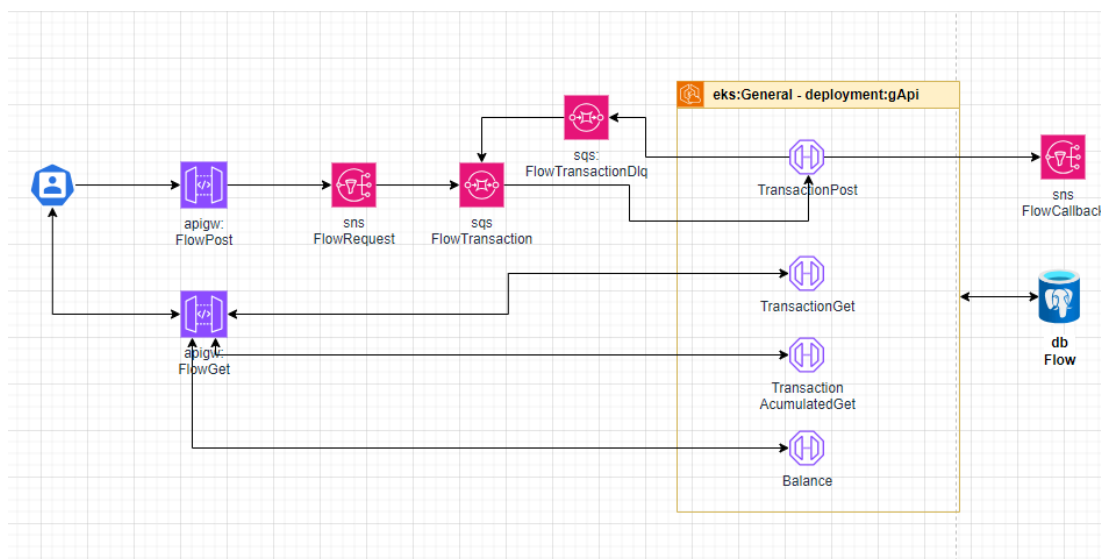 eks:General - deployment:gApi
sqs:
FlowTransactionDlq
TransactionPost
apigw:
FlowPost
sns
FlowRequest
sqs
FlowTransaction
sns
FlowCallback
TransactionGet
apigw:
FlowGet
db
Flow
Transaction
AcumulatedGet
Balance